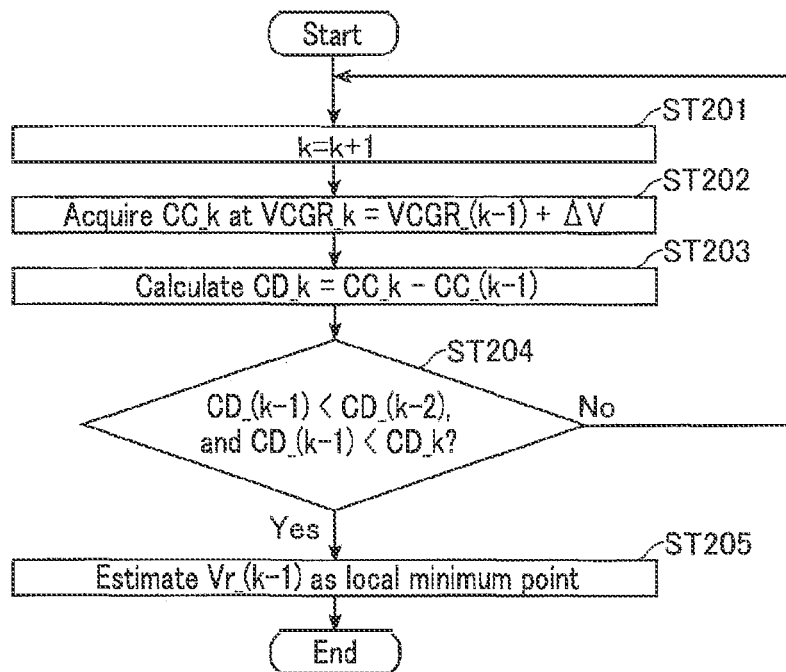 Start
ST201
k=k+1
ST202
Acquire CC_k at VCGR_k = VCGR_(k-1) + ΔV
ST203
Calculate CD_k = CC_k - CC_(k-1)
ST204
CD_(k-1) < CD_(k-2),
and CD_(k-1) < CD_k?
No
Yes
ST205
Estimate Vr_(k-1) as local minimum point
End